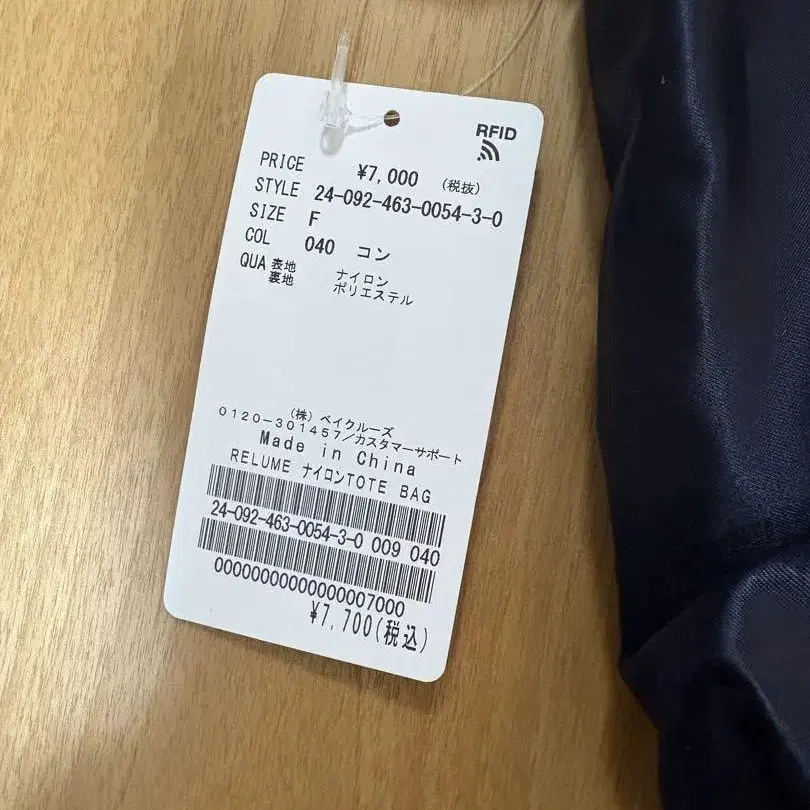 RFID
PRICE ¥7,000 (税抜)
STYLE 24-092-463-0054-3-0
SIZE F
COL 040 コン
QUA 表地 ナイロン
裏地 ポリエステル
(株) ベイクルーズ
0120-301457/カスタマーサポート
Made in China
RELUME ナイロンTOTE BAG
24-092-463-0054-3-0 009 040
00000000000000007000
¥7,700(税込)